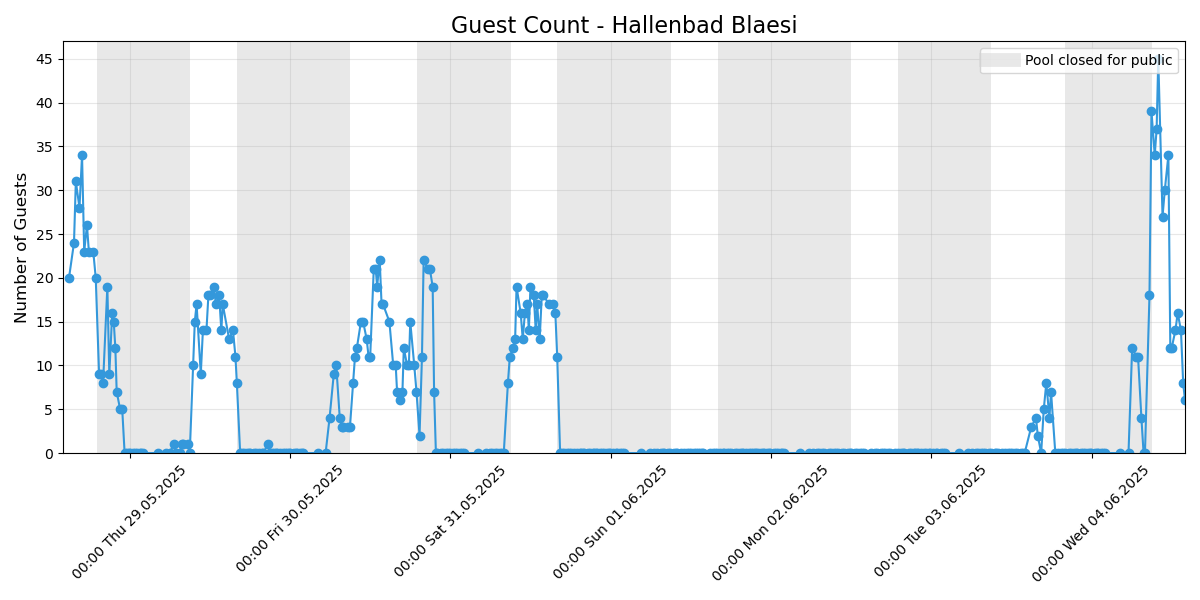 Guest Count - Hallenbad Blaesi
Pool closed for public
Number of Guests
45
40
35
30
25
20
15
10
5
0
00:00 Thu 29.05.2025
00:00 Fri 30.05.2025
00:00 Sat 31.05.2025
00:00 Sun 01.06.2025
00:00 Mon 02.06.2025
00:00 Tue 03.06.2025
00:00 Wed 04.06.2025